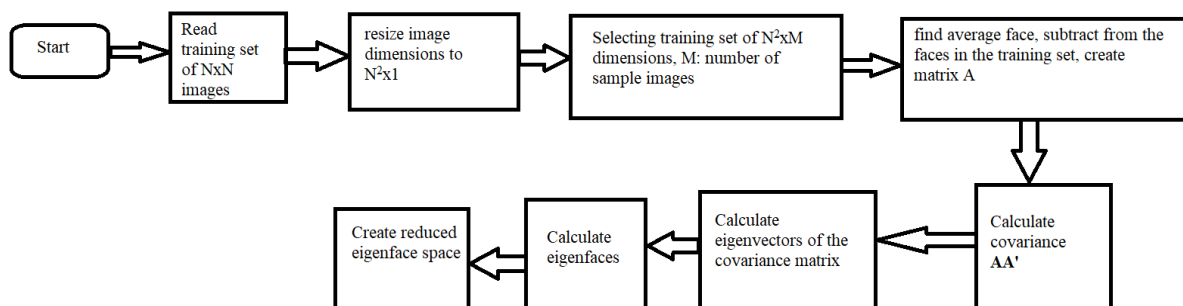 Start
Read
training set
of NxN
images
resize image
dimensions to
N²x1
Selecting training set of N²xM
dimensions, M: number of
sample images
find average face, subtract from the
faces in the training set, create
matrix A
Calculate
covariance
AA'
Calculate
eigenvectors of the
covariance matrix
Calculate
eigenfaces
Create reduced
eigenface space